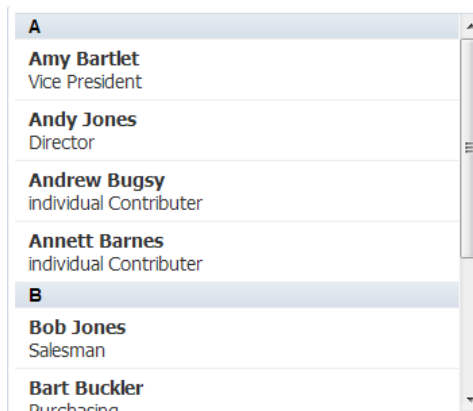 A
Amy Bartlet
Vice President
Andy Jones
Director
Andrew Bugsy
individual Contributer
Annett Barnes
individual Contributer
B
Bob Jones
Salesman
Bart Buckler
Purchasing